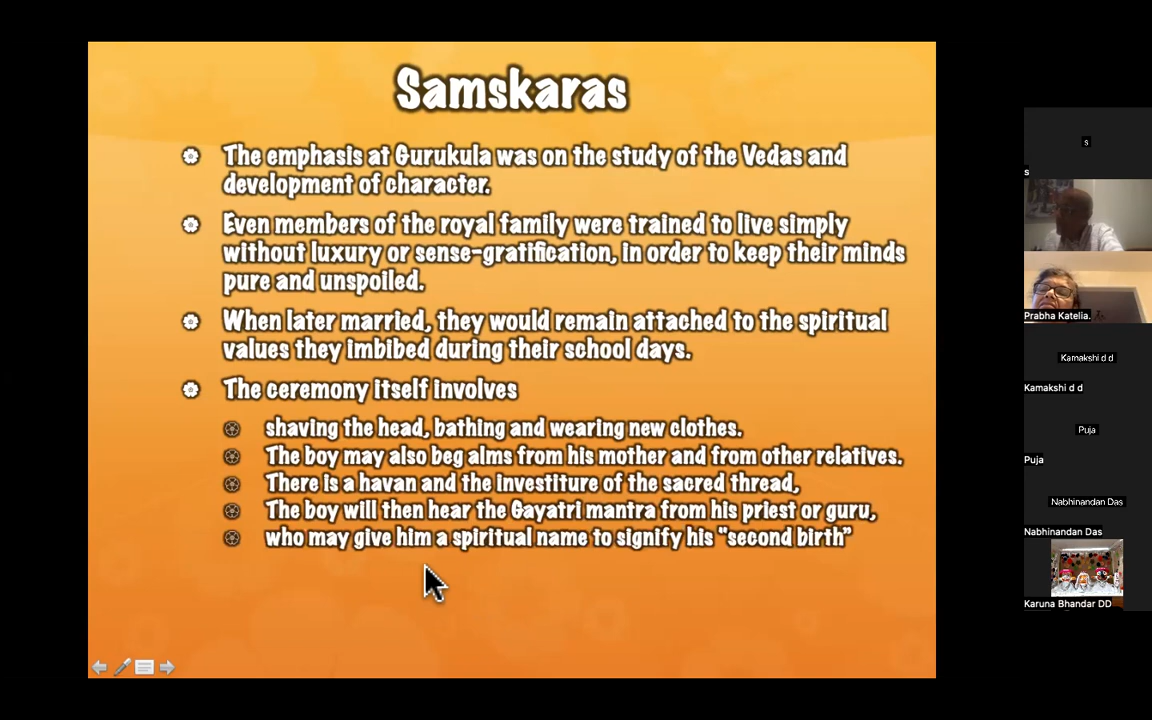 Samskaras
The emphasis at Gurukula was on the study of the Vedas and
development of character.
Even members of the royal family were trained to live simply
without luxury or sense-gratification, in order to keep their minds
pure and unspoiled.
When later married, they would remain attached to the spiritual
values they imbibed during their school days.
The ceremony itself involves
shaving the head, bathing and wearing new clothes.
The boy may also beg alms from his mother and from other relatives.
There is a havan and the investiture of the sacred thread,
The boy will then hear the Gayatri mantra from his priest or guru,
who may give him a spiritual name to signify his "second birth”
s
s
Prabha Katelia.
Kamakshi d d
Kamakshi d d
Puja
Puja
Nabhinandan Das
Nabhinandan Das
Karuna Bhandar DD